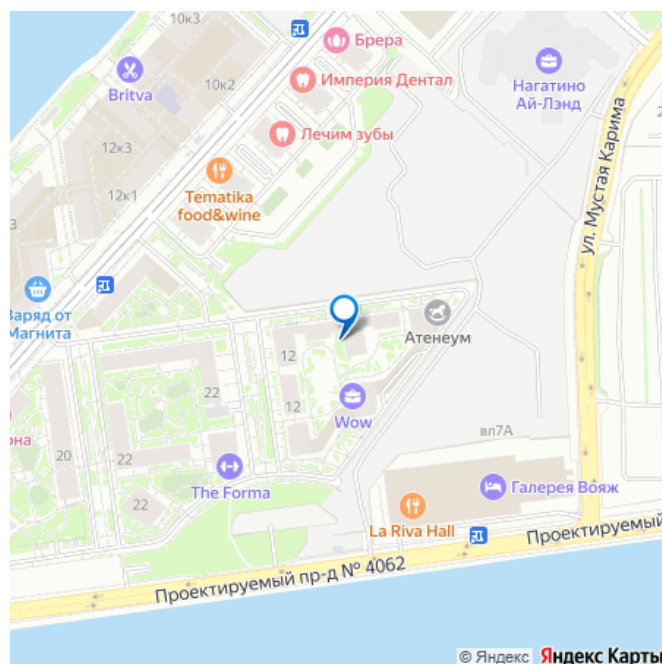 10к3
Брера
Britva
10к2
Империя Дентал
Нагатино
Ай-Лэнд
Лечим зубы
12к3
ул. Мустая Карима
12к1
Tematika
food&wine
Заряд от
Магнита
Атенеум
12
22
12
Wow
она
20
22
вл7А
The Forma
Галерея Вояж
22
La Riva Hall
Проектируемый
Проектируемый пр-д № 4062
© Яндекс Яндекс Карты